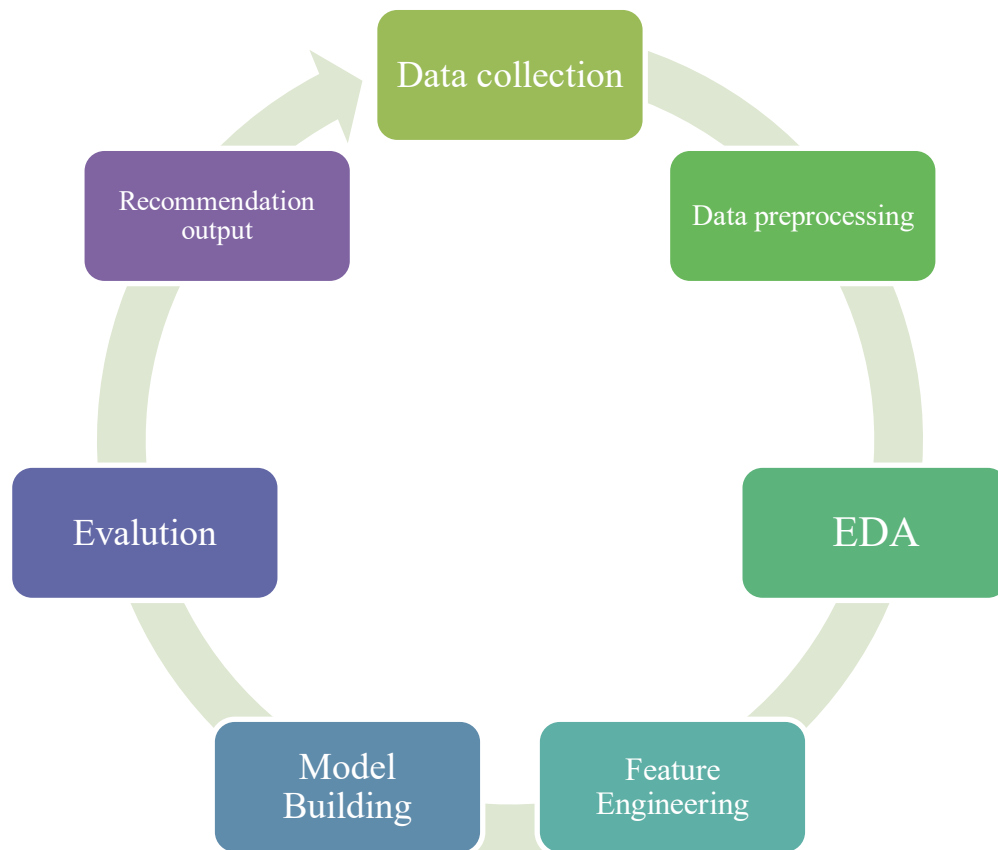 Data collection
Data preprocessing
EDA
Feature
Engineering
Model
Building
Evalution
Recommendation
output